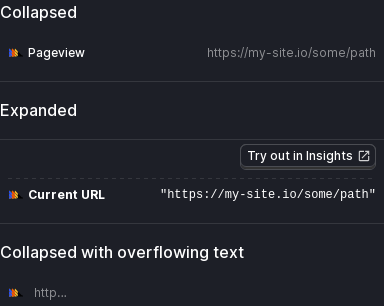 Collapsed
Pageview https://my-site.io/some/path
Expanded
Try out in Insights
Current URL "https://my-site.io/some/path"
Collapsed with overflowing text
http...